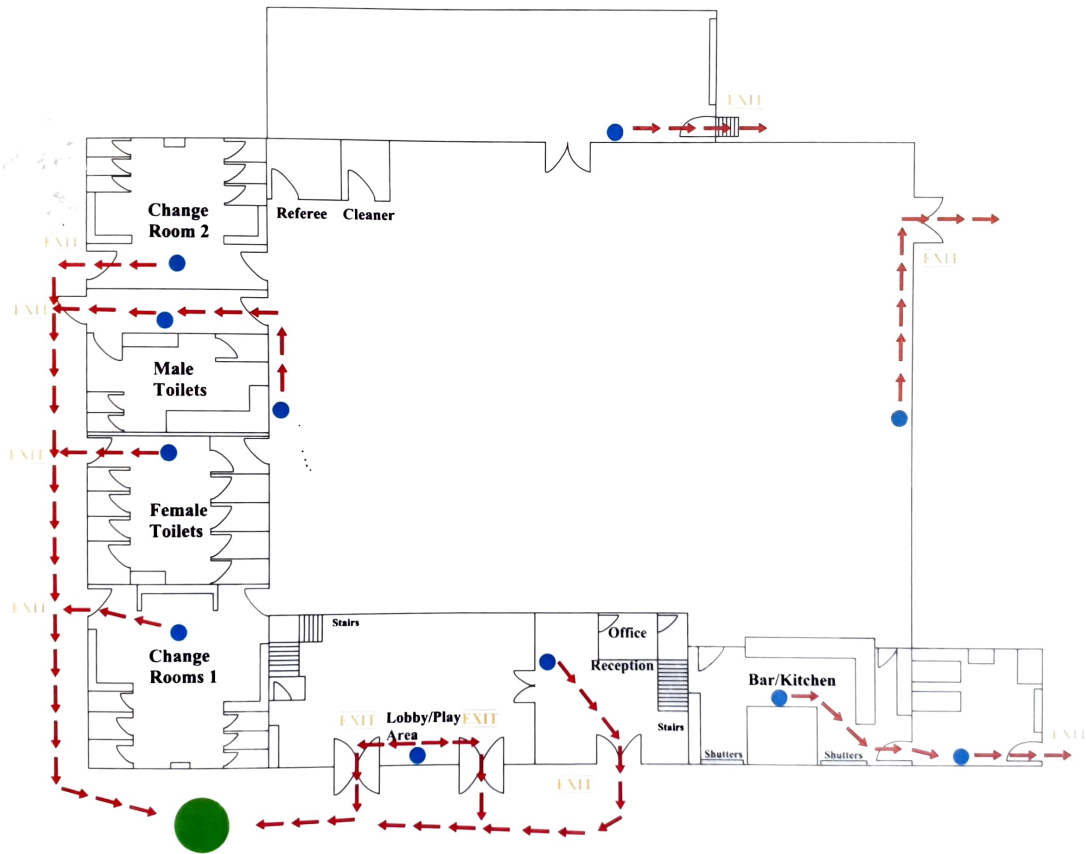 EXIT
Change
Room 2
Referee
Cleaner
EXIT
EXIT
EXIT
Male
Toilets
EXIT
Female
Toilets
EXIT
Change
Rooms 1
Stairs
Office
Reception
Stairs
Bar/Kitchen
EXIT
Lobby/Play
Area
EXIT
Shutters
Shutters
EXIT
EXIT